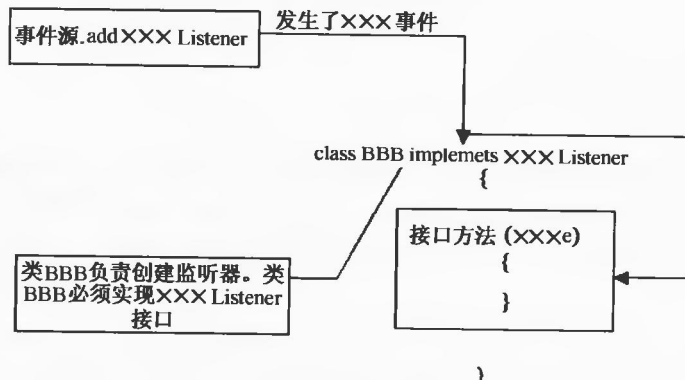 事件源.add××× Listener
发生了×××事件
class BBB implemets ××× Listener
{
接口方法 (×××e)
{
}
类BBB负责创建监听器。类
BBB必须实现××× Listener
接口
}